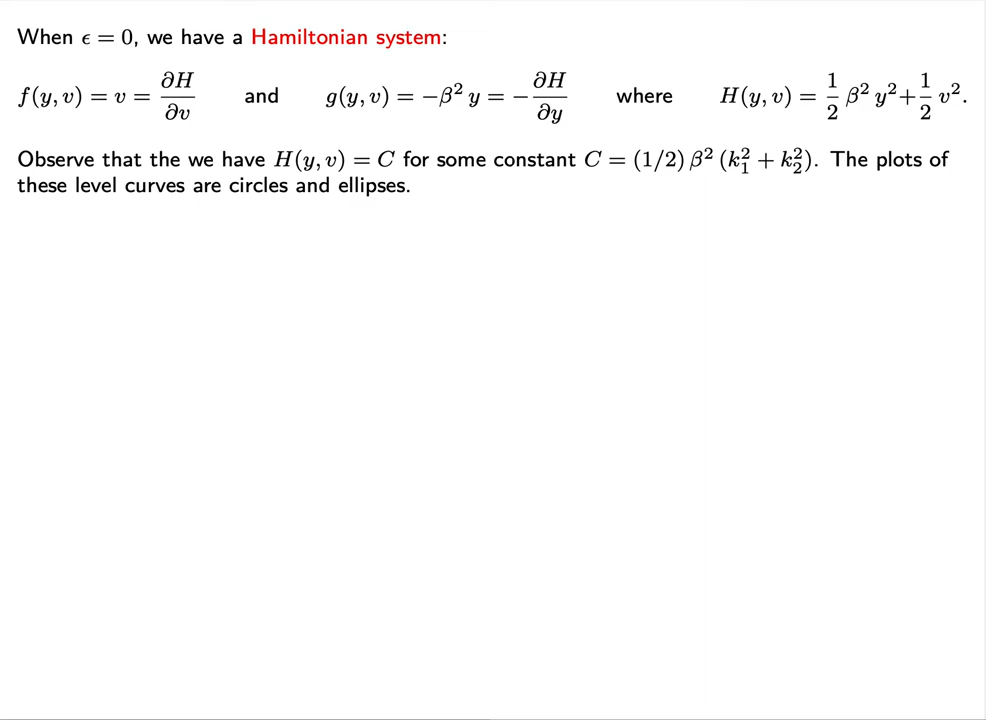 When ϵ = 0, we have a Hamiltonian system:
f(y, v) = v = ∂H/∂v and g(y, v) = −β² y = −∂H/∂y where H(y, v) = 1/2 β² y² + 1/2 v².
Observe that the we have H(y, v) = C for some constant C = (1/2) β² (k₁² + k₂²). The plots of
these level curves are circles and ellipses.